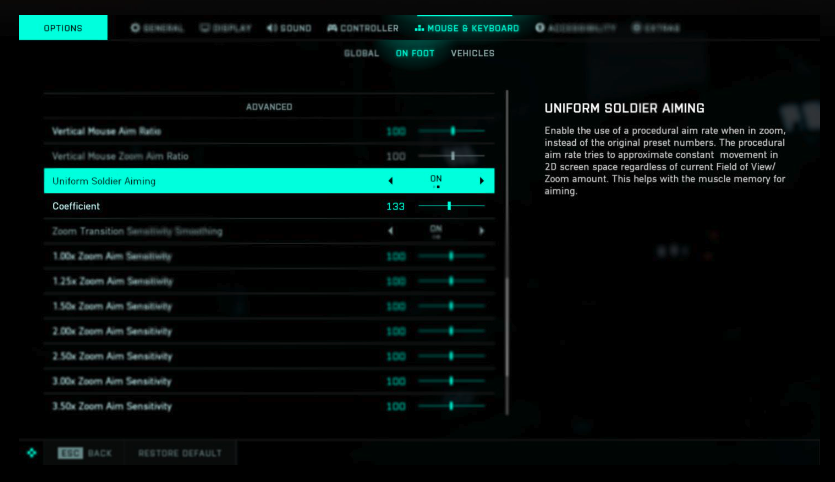 OPTIONS GENERAL DISPLAY SOUND CONTROLLER MOUSE & KEYBOARD ACCESSIBILITY EXTRAS
GLOBAL ON FOOT VEHICLES
ADVANCED
Vertical Mouse Aim Ratio 100
Vertical Mouse Zoom Aim Ratio 100
Uniform Soldier Aiming ON
Coefficient 133
Zoom Transition Sensitivity Smoothing ON
1.00x Zoom Aim Sensitivity 100
1.25x Zoom Aim Sensitivity 100
1.50x Zoom Aim Sensitivity 100
2.00x Zoom Aim Sensitivity 100
2.50x Zoom Aim Sensitivity 100
3.00x Zoom Aim Sensitivity 100
3.50x Zoom Aim Sensitivity 100
UNIFORM SOLDIER AIMING
Enable the use of a procedural aim rate when in zoom,
instead of the original preset numbers. The procedural
aim rate tries to approximate constant movement in
2D screen space regardless of current Field of View/
Zoom amount. This helps with the muscle memory for
aiming.
ESC BACK RESTORE DEFAULT